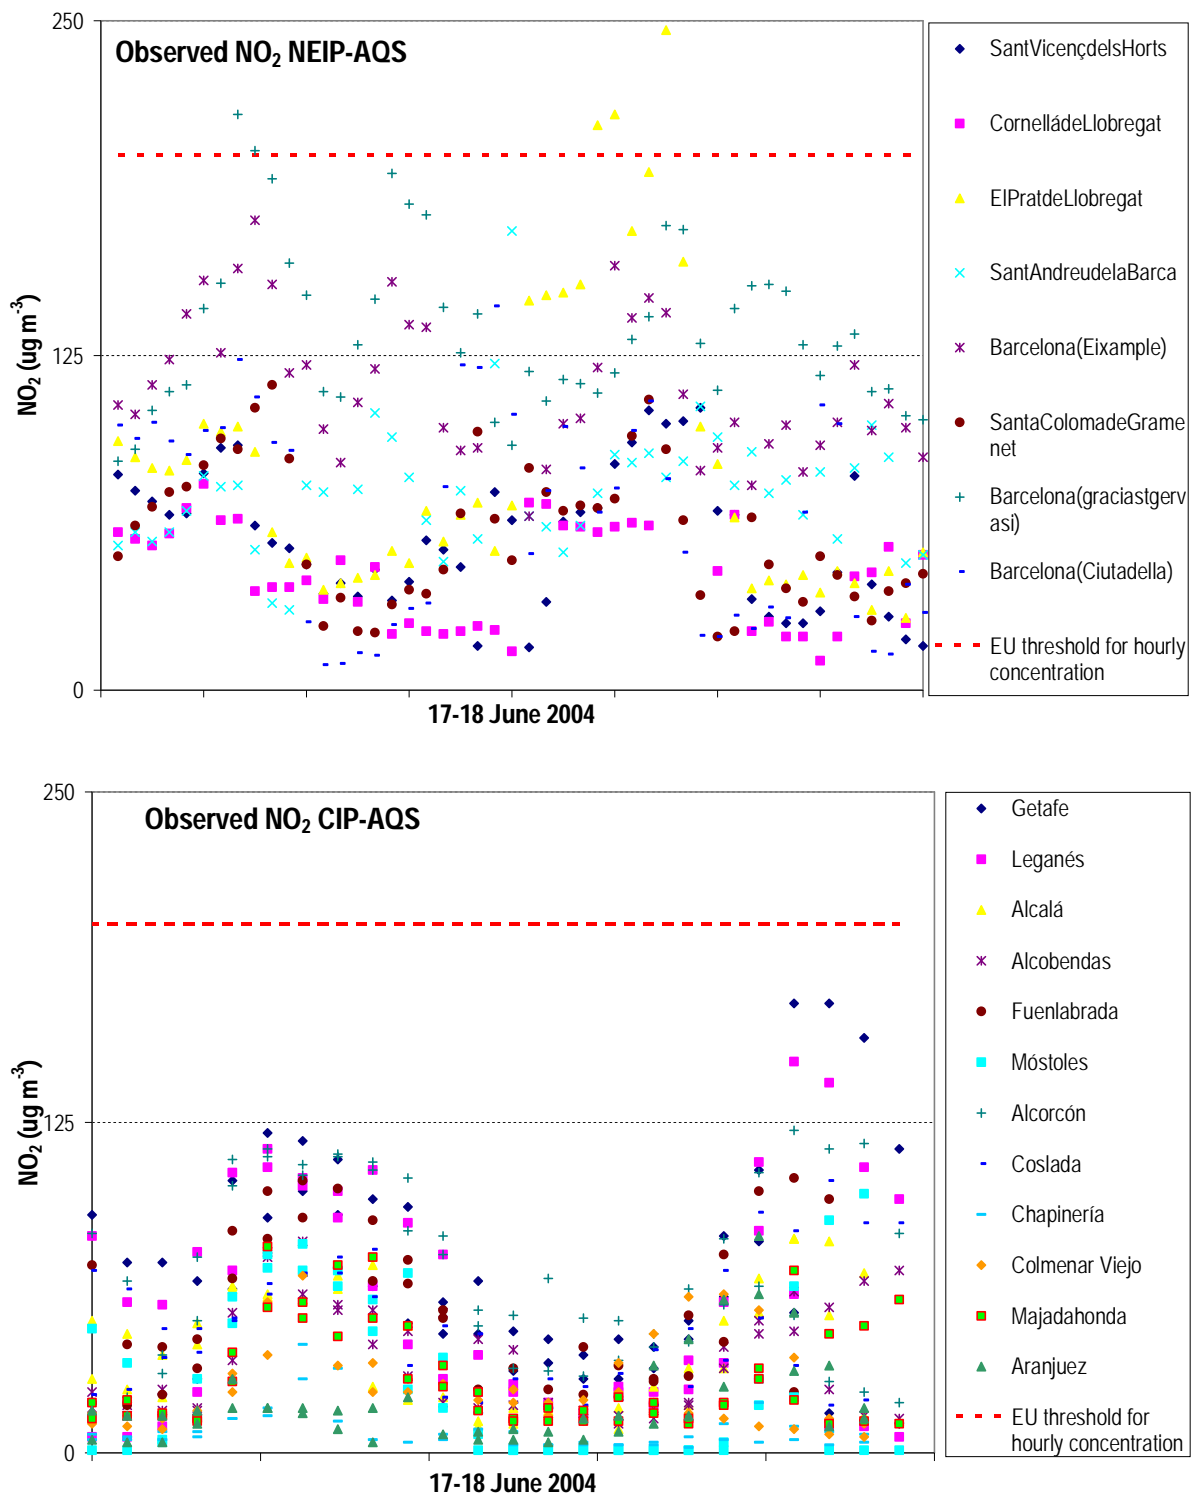 250
Observed NO₂ NEIP-AQS
125
0
NO₂ (ug m⁻³)
17-18 June 2004
SantVicençdelsHorts
CornelládeLlobregat
ElPratdeLlobregat
SantAndreudelaBarca
Barcelona(Eixample)
SantaColomadeGrame
net
Barcelona(graciastgerv
asi)
Barcelona(Ciutadella)
EU threshold for hourly
concentration
250
Observed NO₂ CIP-AQS
125
0
NO₂ (ug m⁻³)
17-18 June 2004
Getafe
Leganés
Alcalá
Alcobendas
Fuenlabrada
Móstoles
Alcorcón
Coslada
Chapinería
Colmenar Viejo
Majadahonda
Aranjuez
EU threshold for
hourly concentration